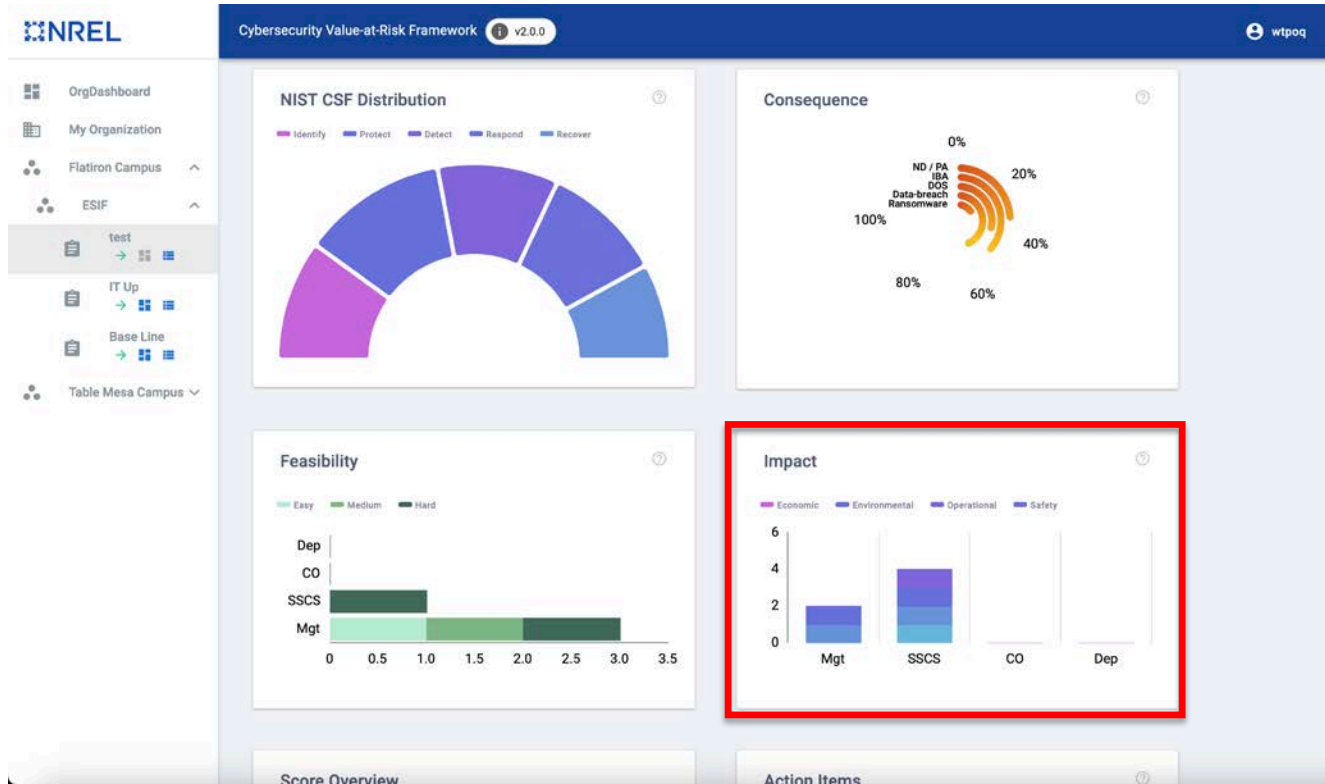 NREL
Cybersecurity Value-at-Risk Framework v2.0.0
wtpoq
OrgDashboard
My Organization
Flatiron Campus
ESIF
test
IT Up
Base Line
Table Mesa Campus
NIST CSF Distribution
Identify Protect Detect Respond Recover
Consequence
0%
20%
40%
60%
80%
100%
ND / PA
IBA
DOS
Data-breach
Ransomware
Feasibility
Easy Medium Hard
Dep
CO
SSCS
Mgt
0 0.5 1.0 1.5 2.0 2.5 3.0 3.5
Impact
Economic Environmental Operational Safety
6
4
2
0
Mgt SSCS CO Dep
Score Overview
Action Items